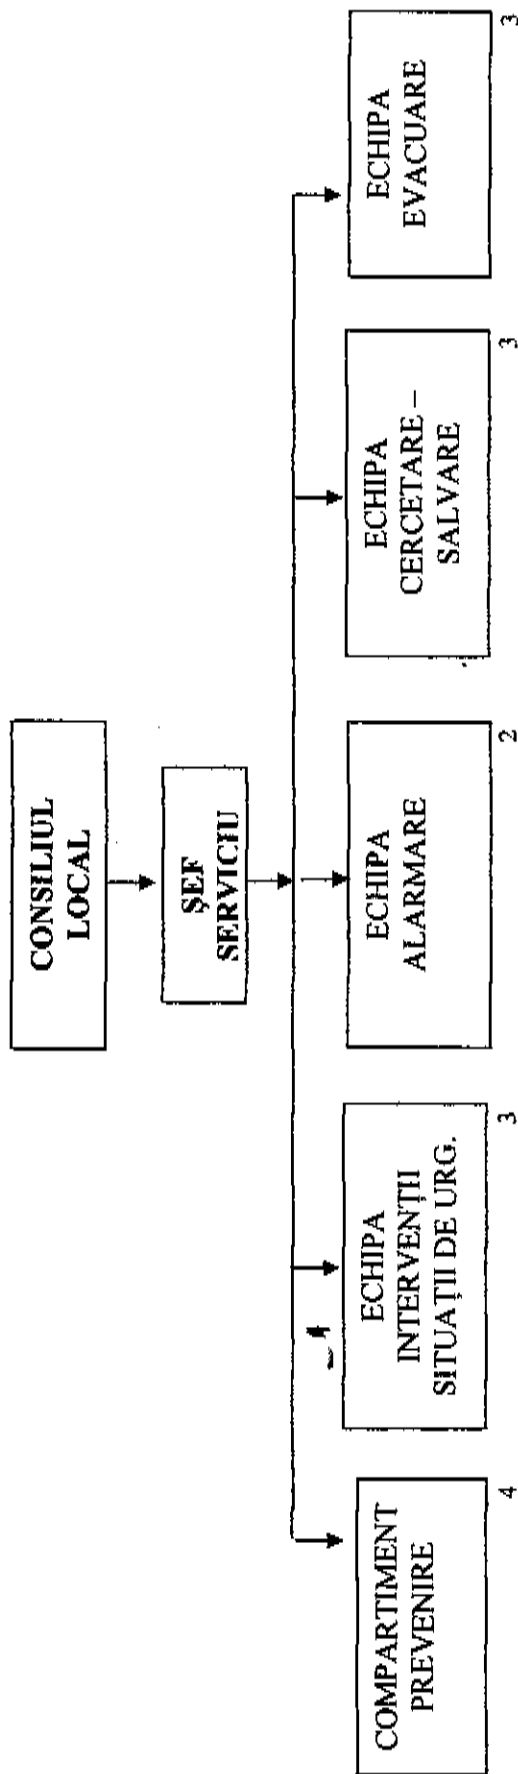 CONSILIUL
LOCAL
ŞEF
SERVICIU
COMPARTIMENT
PREVENIRE
4
ECHIPA
INTERVENŢII
SITUAŢII DE URG.
3
ECHIPA
ALARMARE
2
ECHIPA
CERCETARE –
SALVARE
3
ECHIPA
EVACUARE
3